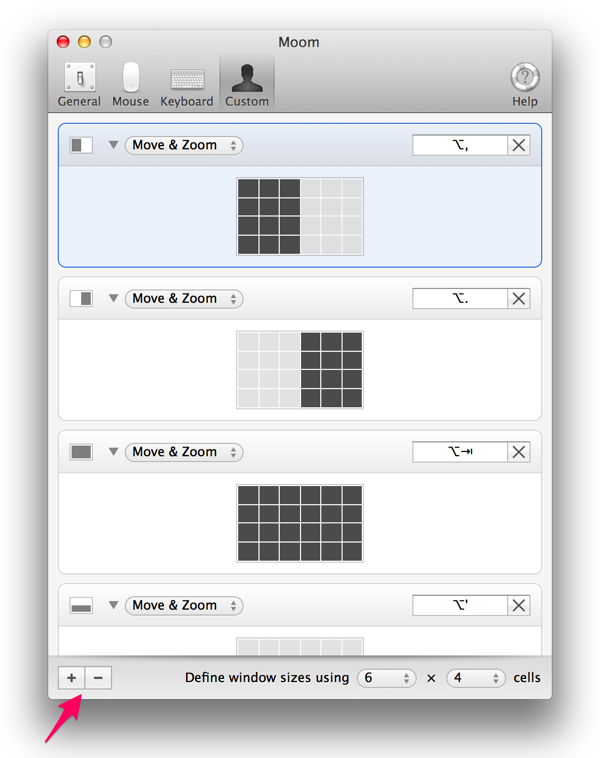 Moom
General Mouse Keyboard Custom Help
Move & Zoom ⌥,
Move & Zoom ⌥.
Move & Zoom ⌥⇥
Move & Zoom ⌥'
+ − Define window sizes using 6 × 4 cells